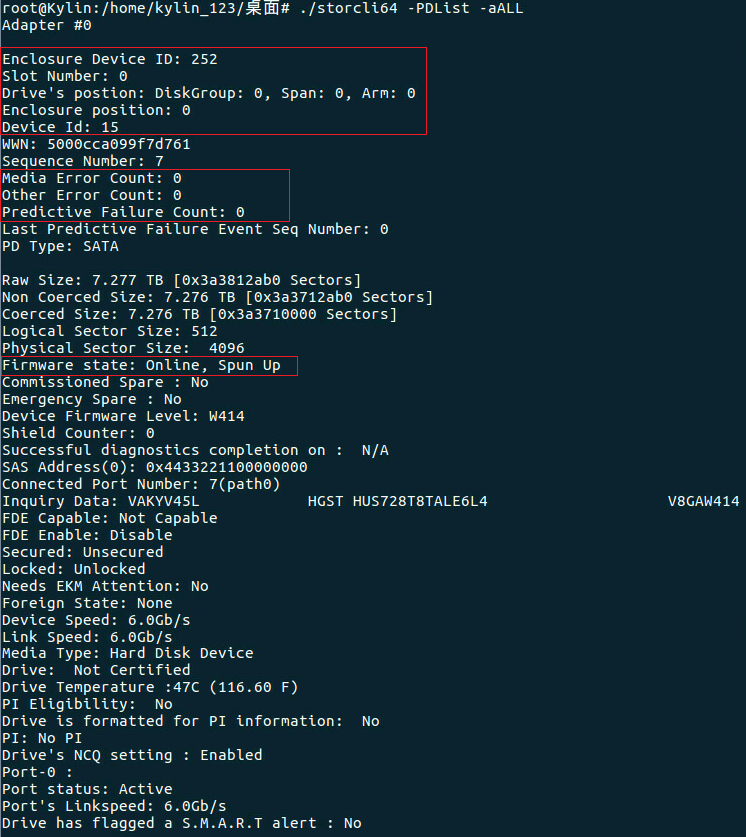 root@Kylin:/home/kylin_123/桌面# ./storcli64 -PDList -aALL
Adapter #0
Enclosure Device ID: 252
Slot Number: 0
Drive's postion: DiskGroup: 0, Span: 0, Arm: 0
Enclosure position: 0
Device Id: 15
WWN: 5000cca099f7d761
Sequence Number: 7
Media Error Count: 0
Other Error Count: 0
Predictive Failure Count: 0
Last Predictive Failure Event Seq Number: 0
PD Type: SATA
Raw Size: 7.277 TB [0x3a3812ab0 Sectors]
Non Coerced Size: 7.276 TB [0x3a3712ab0 Sectors]
Coerced Size: 7.276 TB [0x3a3710000 Sectors]
Logical Sector Size: 512
Physical Sector Size:  4096
Firmware state: Online, Spun Up
Commissioned Spare : No
Emergency Spare : No
Device Firmware Level: W414
Shield Counter: 0
Successful diagnostics completion on :  N/A
SAS Address(0): 0x4433221100000000
Connected Port Number: 7(path0)
Inquiry Data: VAKYV45L            HGST HUS728T8TALE6L4                    V8GAW414
FDE Capable: Not Capable
FDE Enable: Disable
Secured: Unsecured
Locked: Unlocked
Needs EKM Attention: No
Foreign State: None
Device Speed: 6.0Gb/s
Link Speed: 6.0Gb/s
Media Type: Hard Disk Device
Drive:  Not Certified
Drive Temperature :47C (116.60 F)
PI Eligibility:  No
Drive is formatted for PI information:  No
PI: No PI
Drive's NCQ setting : Enabled
Port-0 :
Port status: Active
Port's Linkspeed: 6.0Gb/s
Drive has flagged a S.M.A.R.T alert : No